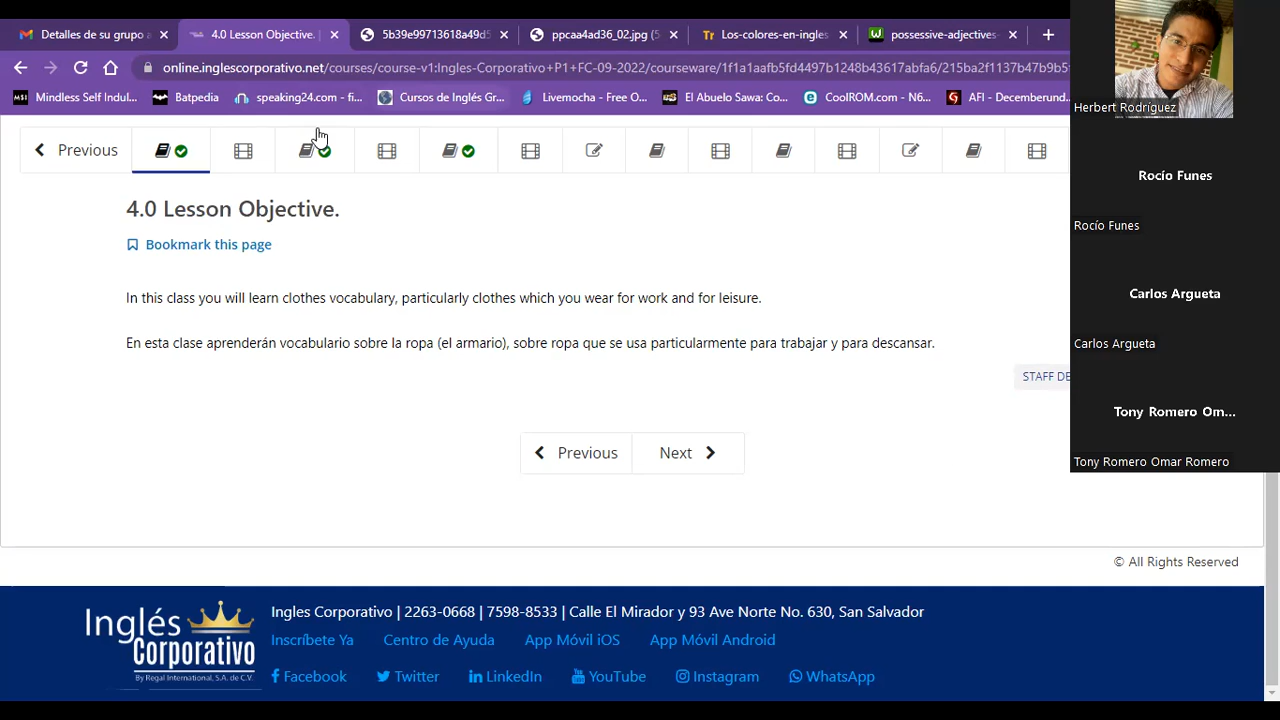 Detalles de su grupo a
4.0 Lesson Objective. |
5b39e99713618a49d5
ppcaa4ad36_02.jpg (5
Los-colores-en-ingles
possessive-adjectives-
online.inglescorporativo.net/courses/course-v1:Ingles-Corporativo+P1+FC-09-2022/courseware/1f1a1aafb5fd4497b1248b43617abfa6/215ba2f1137b47b9b5
Mindless Self Indul...
Batpedia
speaking24.com - fi...
Cursos de Inglés Gr...
Livemocha - Free O...
El Abuelo Sawa: Co...
CoolROM.com - N6...
AFI - Decemberund...
Previous
4.0 Lesson Objective.
Bookmark this page
In this class you will learn clothes vocabulary, particularly clothes which you wear for work and for leisure.
En esta clase aprenderán vocabulario sobre la ropa (el armario), sobre ropa que se usa particularmente para trabajar y para descansar.
STAFF DE
Previous
Next
© All Rights Reserved
Inglés
Corporativo
By Regal International, S.A. de C.V.
Ingles Corporativo | 2263-0668 | 7598-8533 | Calle El Mirador y 93 Ave Norte No. 630, San Salvador
Inscríbete Ya
Centro de Ayuda
App Móvil iOS
App Móvil Android
Facebook
Twitter
LinkedIn
YouTube
Instagram
WhatsApp
Herbert Rodríguez
Rocío Funes
Rocío Funes
Carlos Argueta
Carlos Argueta
Tony Romero Om...
Tony Romero Omar Romero